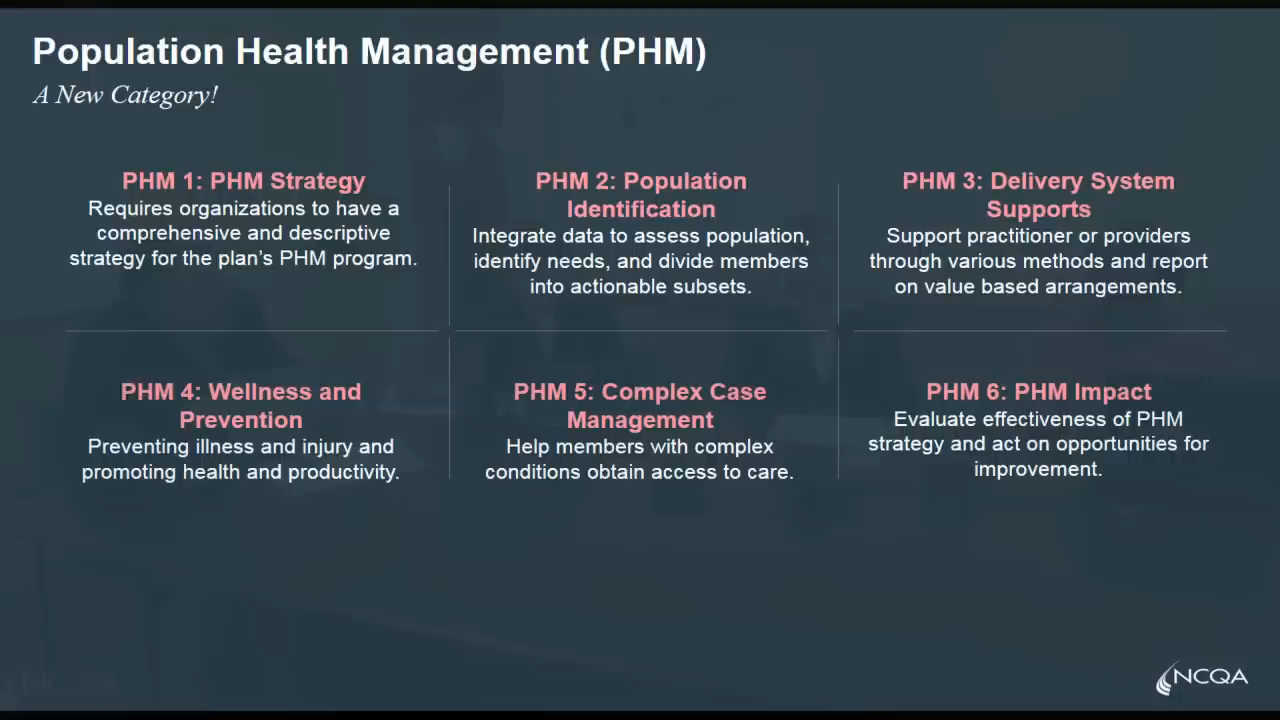 Population Health Management (PHM)
A New Category!
PHM 1: PHM Strategy
Requires organizations to have a
comprehensive and descriptive
strategy for the plan's PHM program.
PHM 2: Population
Identification
Integrate data to assess population,
identify needs, and divide members
into actionable subsets.
PHM 3: Delivery System
Supports
Support practitioner or providers
through various methods and report
on value based arrangements.
PHM 4: Wellness and
Prevention
Preventing illness and injury and
promoting health and productivity.
PHM 5: Complex Case
Management
Help members with complex
conditions obtain access to care.
PHM 6: PHM Impact
Evaluate effectiveness of PHM
strategy and act on opportunities for
improvement.
NCQA